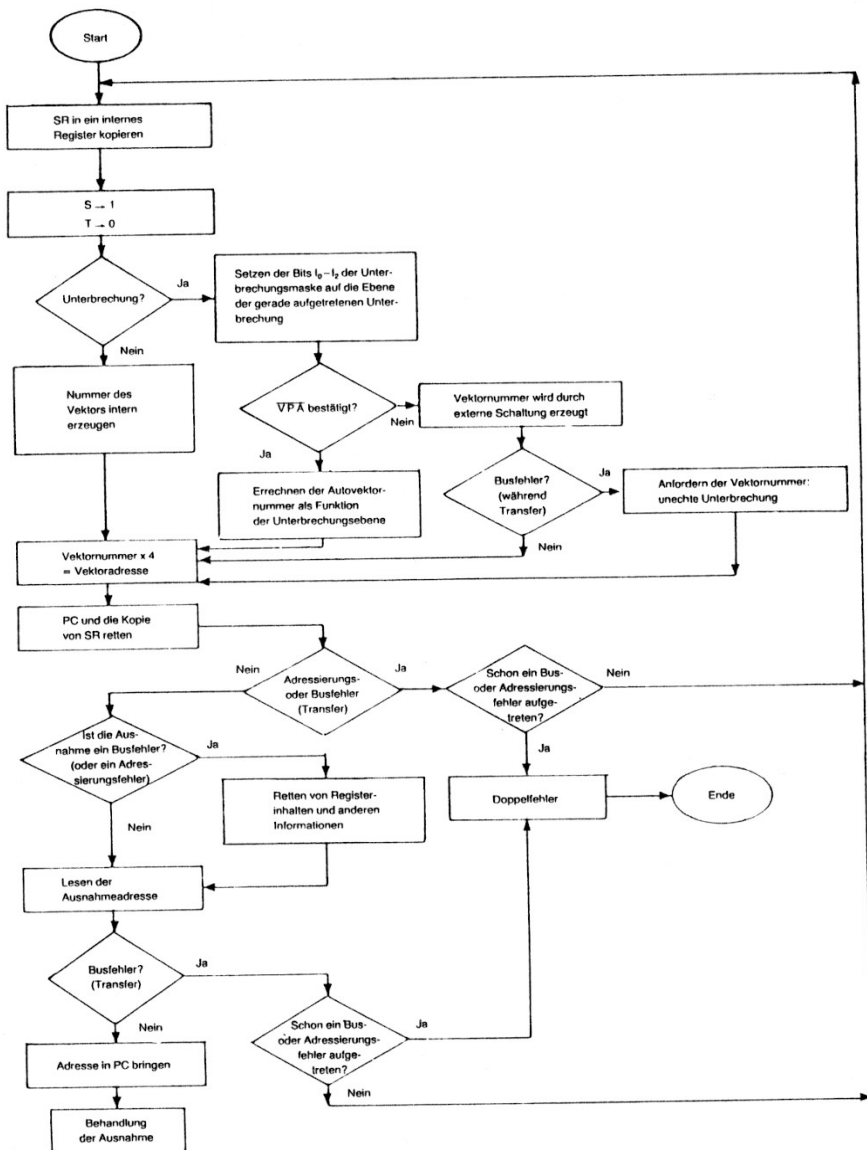 Start
SR in ein internes
Register kopieren
S → 1
T → 0
Unterbrechung?
Ja
Setzen der Bits I₀ – I₂ der Unter-
brechungsmaske auf die Ebene
der gerade aufgetretenen Unter-
brechung
Nein
Nummer des
Vektors intern
erzeugen
V̅P̅A̅ bestätigt?
Nein
Vektornummer wird durch
externe Schaltung erzeugt
Ja
Errechnen der Autovektor-
nummer als Funktion
der Unterbrechungsebene
Busfehler?
(während
Transfer)
Ja
Anfordern der Vektornummer:
unechte Unterbrechung
Nein
Vektornummer x 4
= Vektoradresse
PC und die Kopie
von SR retten
Nein
Adressierungs-
oder Busfehler
(Transfer)
Ja
Schon ein Bus-
oder Adressierungs-
fehler aufge-
treten?
Nein
Ja
Ist die Aus-
nahme ein Busfehler?
(oder ein Adres-
sierungsfehler)
Ja
Retten von Register-
inhalten und anderen
Informationen
Doppelfehler
Ende
Nein
Lesen der
Ausnahmeadresse
Busfehler?
(Transfer)
Ja
Schon ein Bus-
oder Adressierungs-
fehler aufge-
treten?
Ja
Nein
Nein
Adresse in PC bringen
Behandlung
der Ausnahme